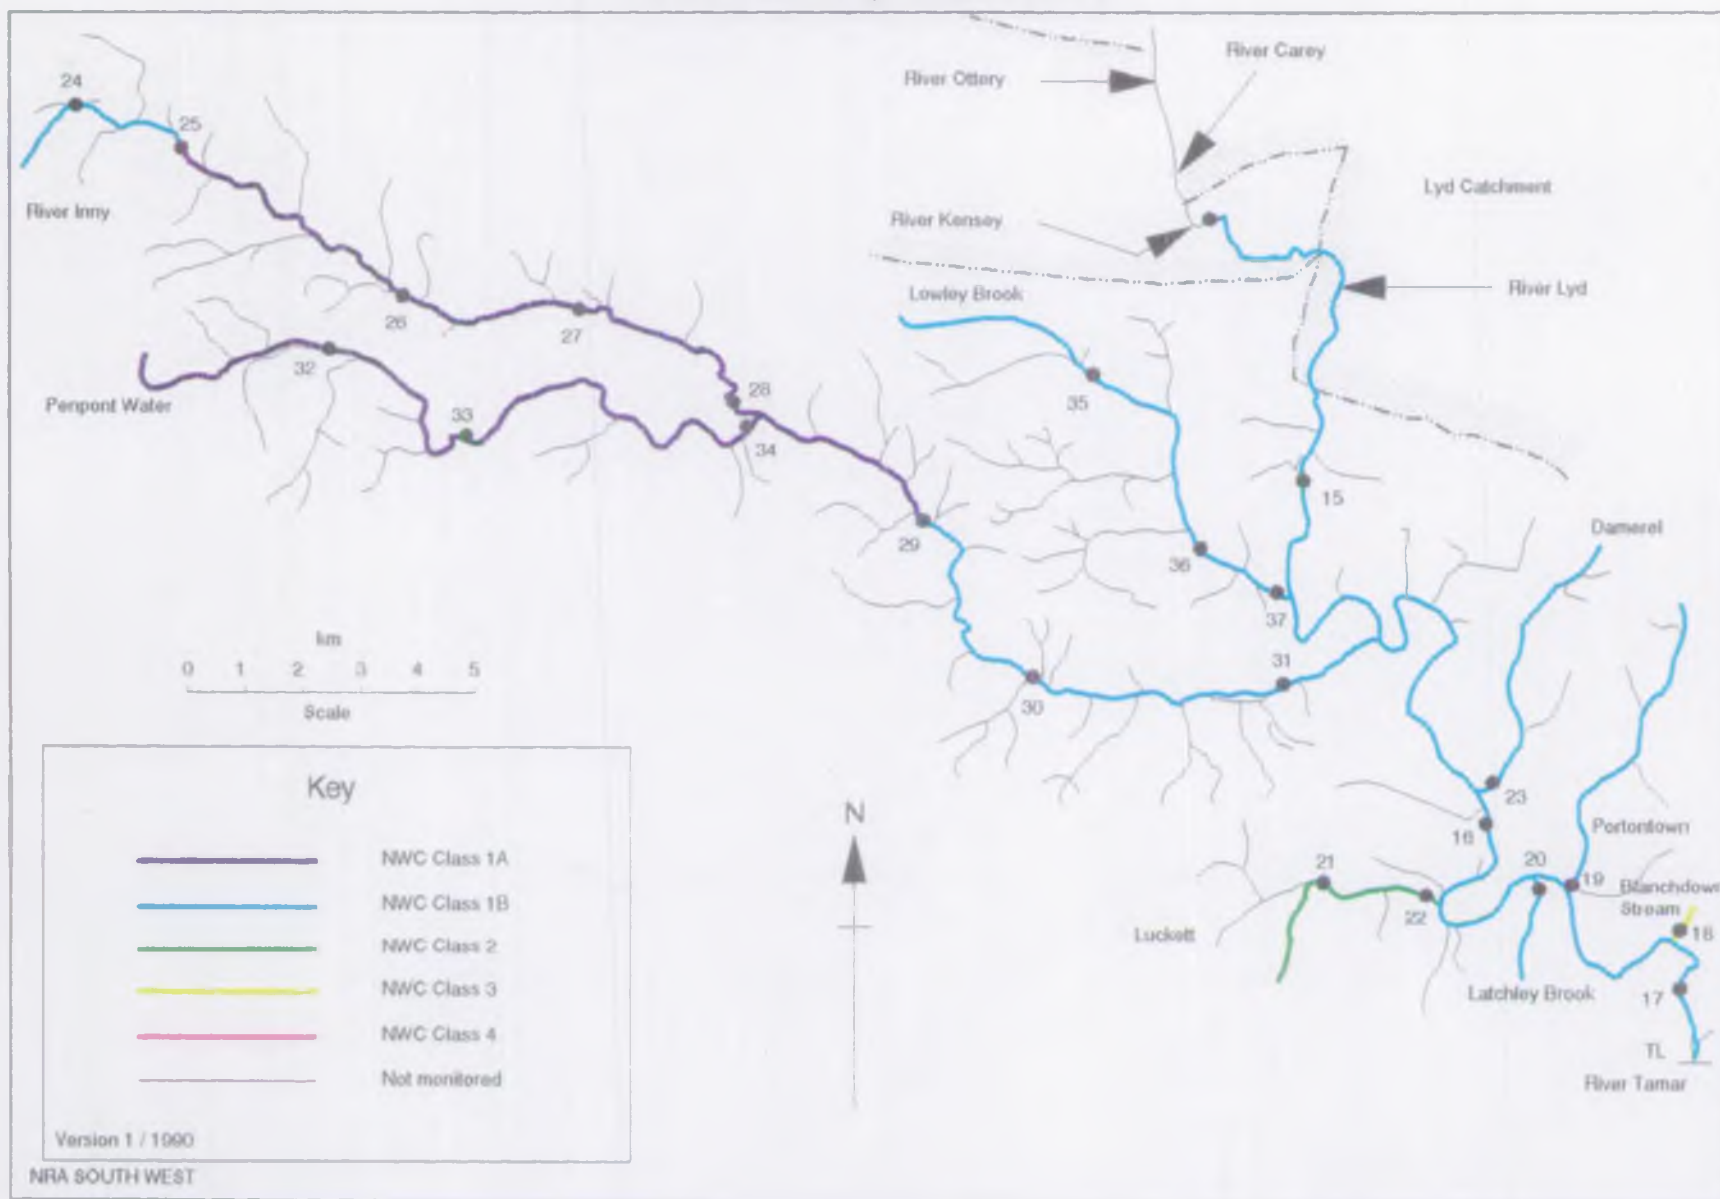 River Carey
River Ottery
24
25
Lyd Catchment
River Inny
River Kensey
River Lyd
Lowley Brook
26
27
32
35
28
Penpont Water
33
34
15
29
Damerel
36
37
km
0 1 2 3 4 5
Scale
31
30
Key
N
23
16
Portontown
20
21
19
Blanchdown
Stream
22
18
Luckett
Latchley Brook
17
TL
River Tamar
NWC Class 1A
NWC Class 1B
NWC Class 2
NWC Class 3
NWC Class 4
Not monitored
Version 1 / 1990
NRA SOUTH WEST